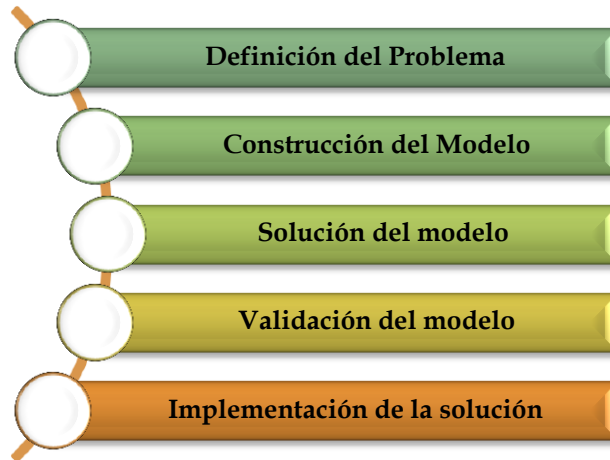 Definición del Problema
Construcción del Modelo
Solución del modelo
Validación del modelo
Implementación de la solución